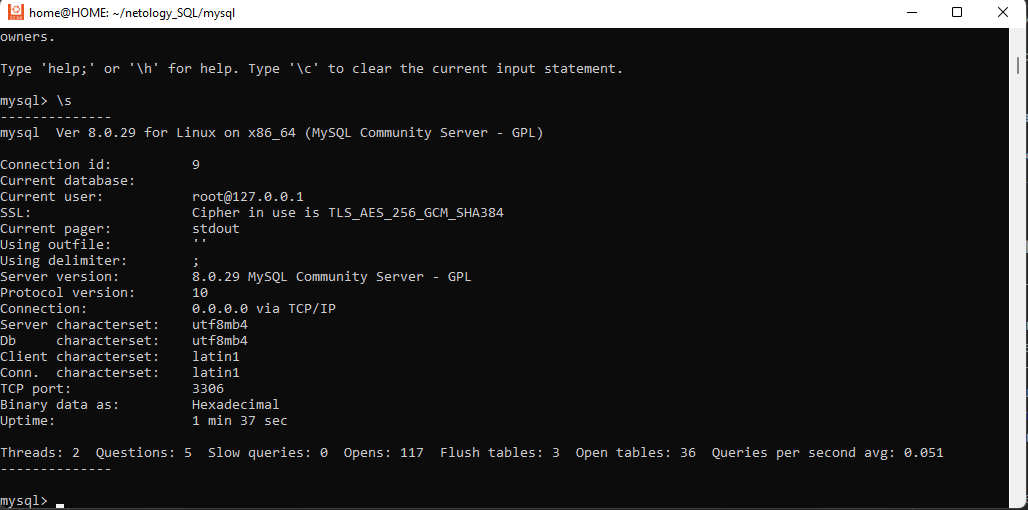 home@HOME: ~/netology_SQL/mysql
owners.
Type 'help;' or '\h' for help. Type '\c' to clear the current input statement.
mysql> \s
--------------
mysql  Ver 8.0.29 for Linux on x86_64 (MySQL Community Server - GPL)
Connection id:          9
Current database:
Current user:           root@127.0.0.1
SSL:                    Cipher in use is TLS_AES_256_GCM_SHA384
Current pager:          stdout
Using outfile:          ''
Using delimiter:        ;
Server version:         8.0.29 MySQL Community Server - GPL
Protocol version:       10
Connection:             0.0.0.0 via TCP/IP
Server characterset:    utf8mb4
Db     characterset:    utf8mb4
Client characterset:    latin1
Conn.  characterset:    latin1
TCP port:               3306
Binary data as:         Hexadecimal
Uptime:                 1 min 37 sec
Threads: 2  Questions: 5  Slow queries: 0  Opens: 117  Flush tables: 3  Open tables: 36  Queries per second avg: 0.051
--------------
mysql>